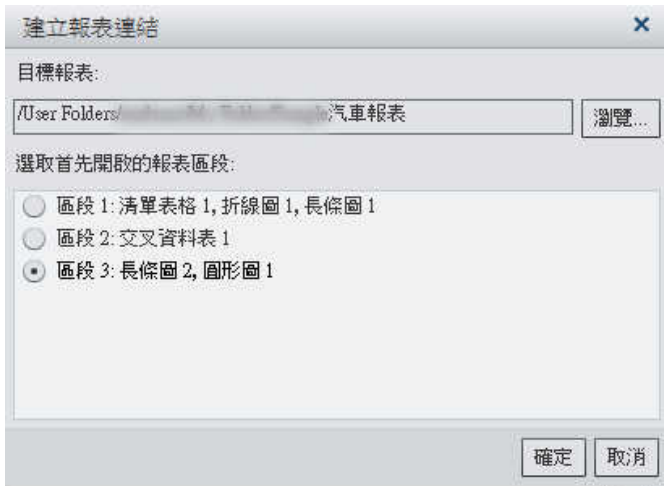 建立報表連結
目標報表:
/User Folders/ 汽車報表
瀏覽...
選取首先開啟的報表區段:
區段 1: 清單表格 1, 折線圖 1, 長條圖 1
區段 2: 交叉資料表 1
區段 3: 長條圖 2, 圓形圖 1
確定
取消